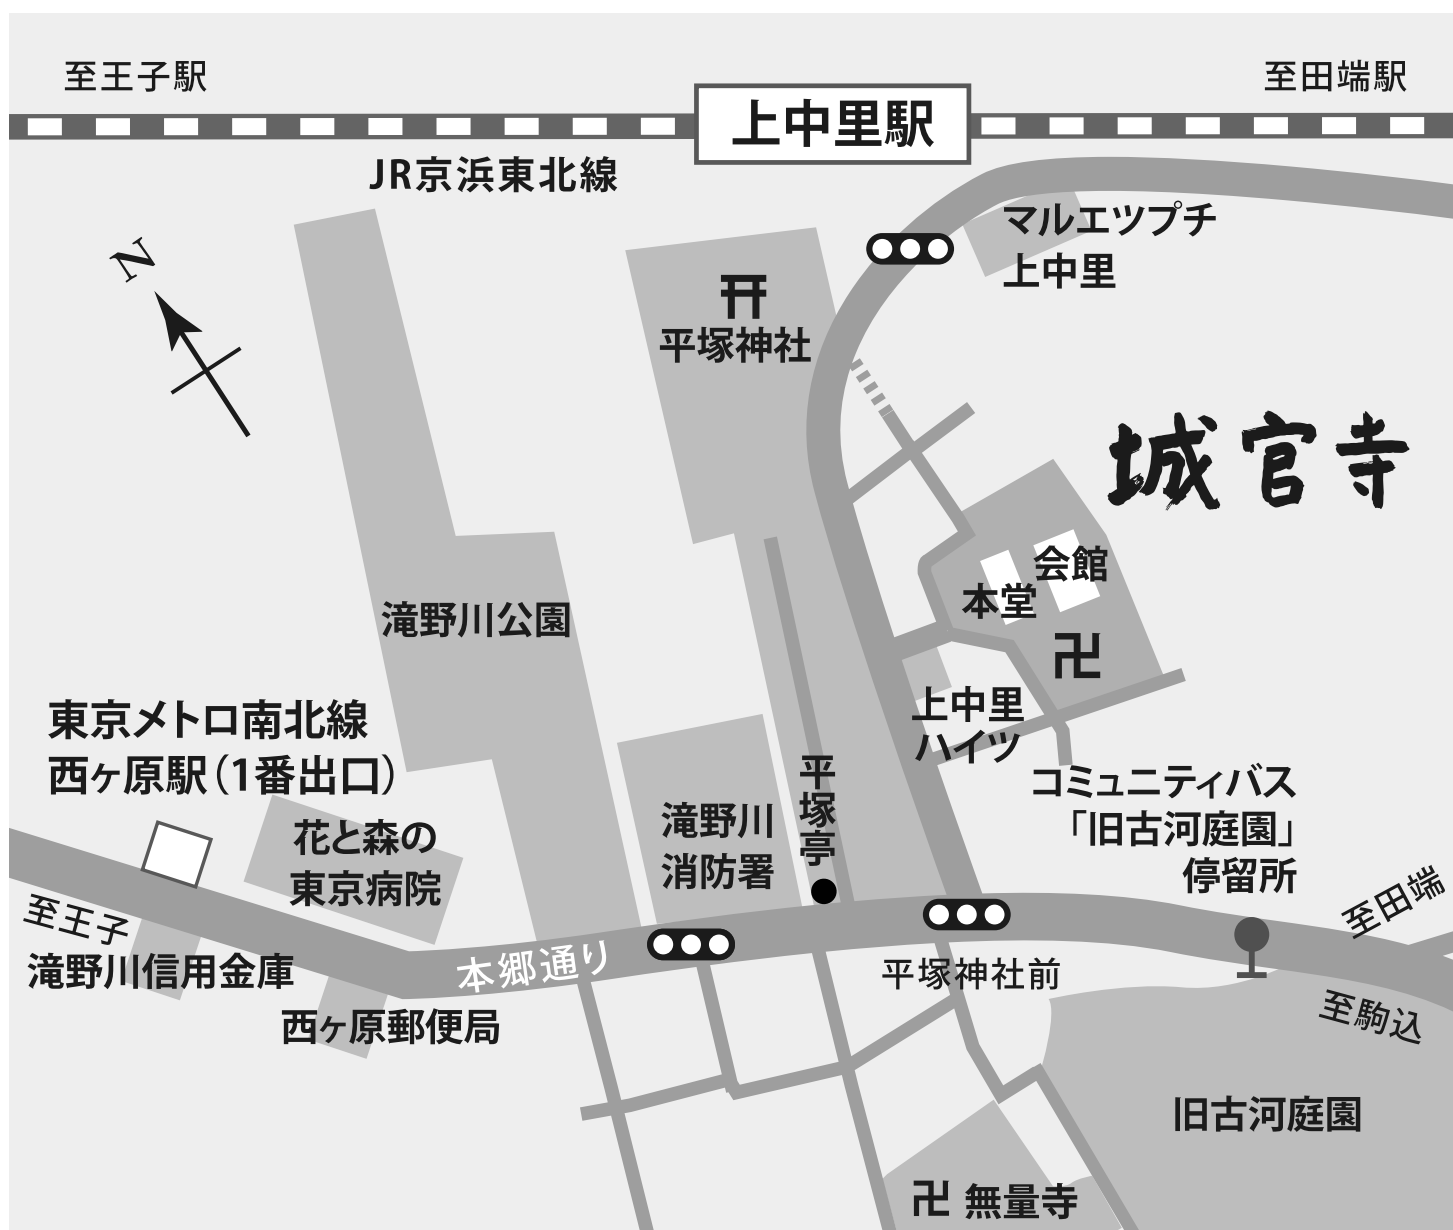 至王子駅
至田端駅
上中里駅
JR京浜東北線
N
マルエツプチ
上中里
平塚神社
城官寺
会館
本堂
卍
滝野川公園
上中里
ハイツ
東京メトロ南北線
西ヶ原駅（1番出口）
平塚亭
コミュニティバス
「旧古河庭園」
停留所
滝野川
消防署
花と森の
東京病院
至王子
至田端
滝野川信用金庫
本郷通り
平塚神社前
西ヶ原郵便局
至駒込
旧古河庭園
卍 無量寺